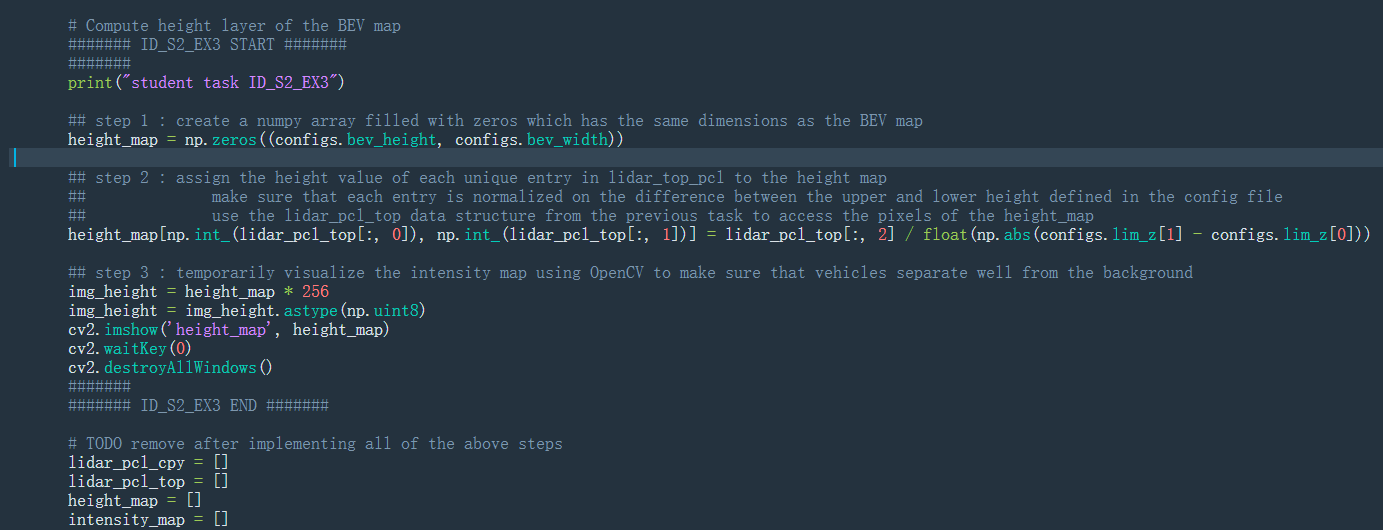 # Compute height layer of the BEV map
####### ID_S2_EX3 START #######
#######
print("student task ID_S2_EX3")
## step 1 : create a numpy array filled with zeros which has the same dimensions as the BEV map
height_map = np.zeros((configs.bev_height, configs.bev_width))
## step 2 : assign the height value of each unique entry in lidar_top_pcl to the height map
##              make sure that each entry is normalized on the difference between the upper and lower height defined in the config file
##              use the lidar_pcl_top data structure from the previous task to access the pixels of the height_map
height_map[np.int_(lidar_pcl_top[:, 0]), np.int_(lidar_pcl_top[:, 1])] = lidar_pcl_top[:, 2] / float(np.abs(configs.lim_z[1] - configs.lim_z[0]))
## step 3 : temporarily visualize the intensity map using OpenCV to make sure that vehicles separate well from the background
img_height = height_map * 256
img_height = img_height.astype(np.uint8)
cv2.imshow('height_map', height_map)
cv2.waitKey(0)
cv2.destroyAllWindows()
#######
####### ID_S2_EX3 END #######
# TODO remove after implementing all of the above steps
lidar_pcl_cpy = []
lidar_pcl_top = []
height_map = []
intensity_map = []